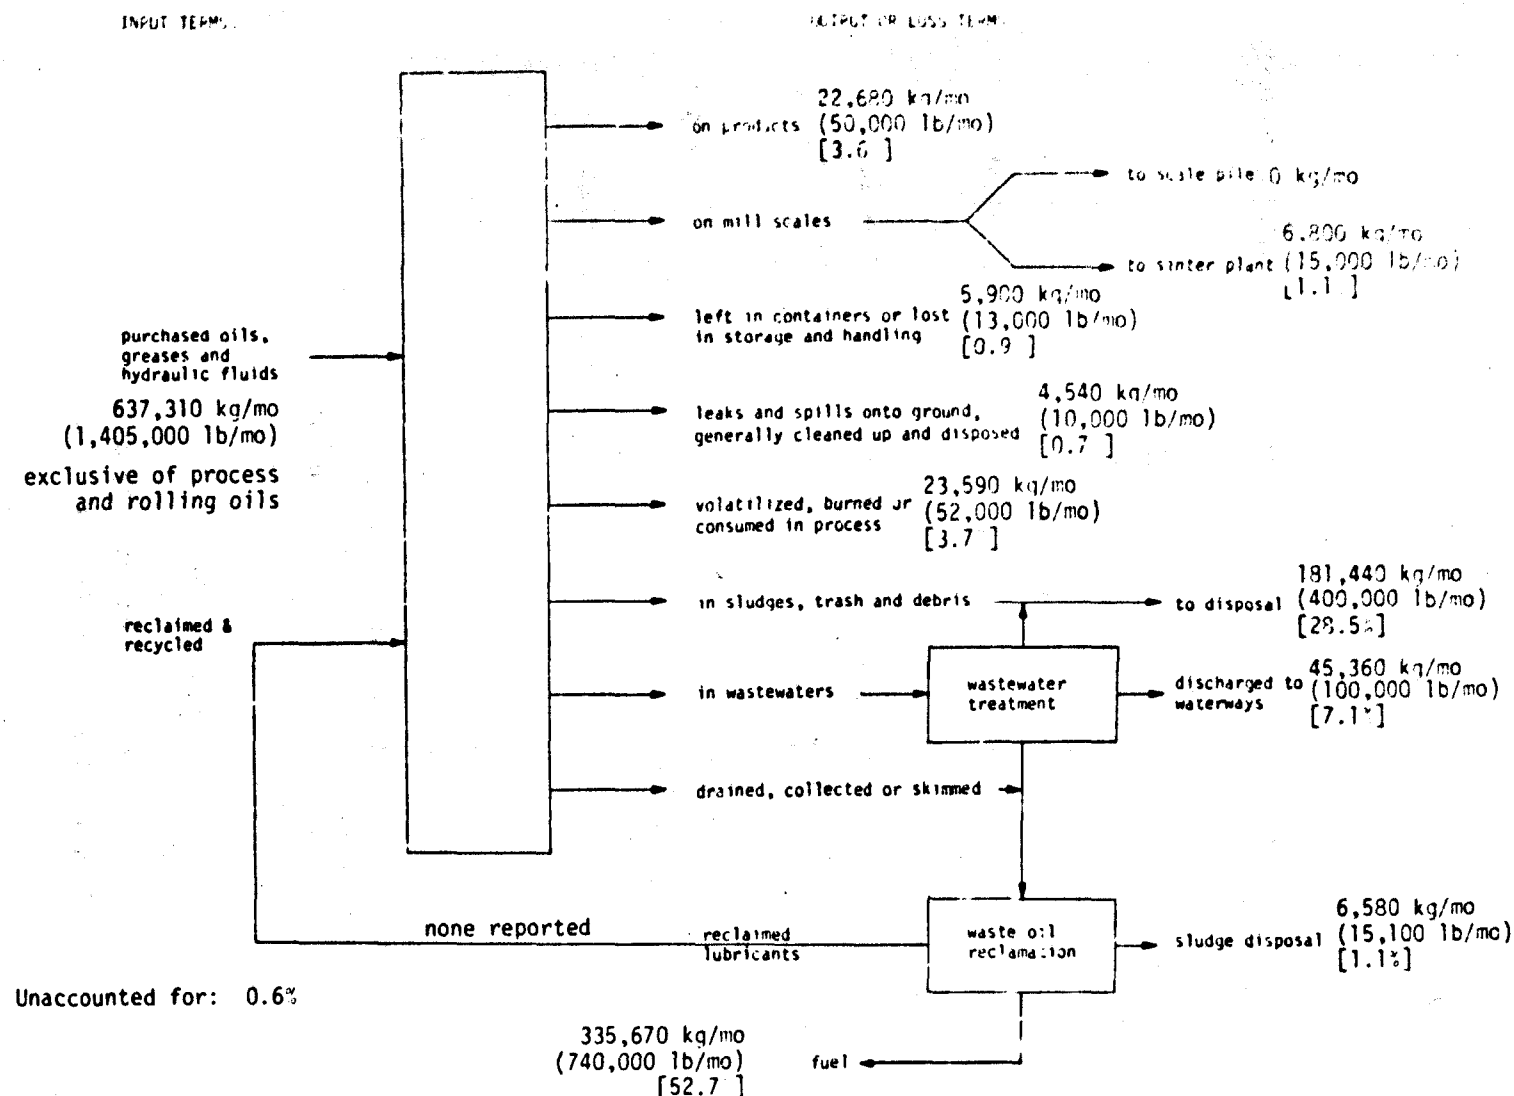 INPUT TERMS
OUTPUT OR LOSS TERMS
22,680 kg/mo
on products (50,000 lb/mo)
[3.6 ]
to scale pile 0 kg/mo
on mill scales
6,800 kg/mo
to sinter plant (15,000 lb/mo)
[1.1 ]
5,900 kg/mo
left in containers or lost (13,000 lb/mo)
in storage and handling [0.9 ]
purchased oils,
greases and
hydraulic fluids
637,310 kg/mo
(1,405,000 lb/mo)
exclusive of process
and rolling oils
4,540 kg/mo
leaks and spills onto ground, (10,000 lb/mo)
generally cleaned up and disposed [0.7 ]
23,590 kg/mo
volatilized, burned or (52,000 lb/mo)
consumed in process [3.7 ]
181,440 kg/mo
in sludges, trash and debris to disposal (400,000 lb/mo)
[28.5%]
reclaimed &
recycled
45,360 kg/mo
in wastewaters
wastewater
treatment
discharged to (100,000 lb/mo)
waterways [7.1%]
drained, collected or skimmed
none reported
reclaimed
lubricants
waste oil
reclamation
6,580 kg/mo
sludge disposal (15,100 lb/mo)
[1.1%]
Unaccounted for: 0.6%
335,670 kg/mo
(740,000 lb/mo) fuel
[52.7 ]